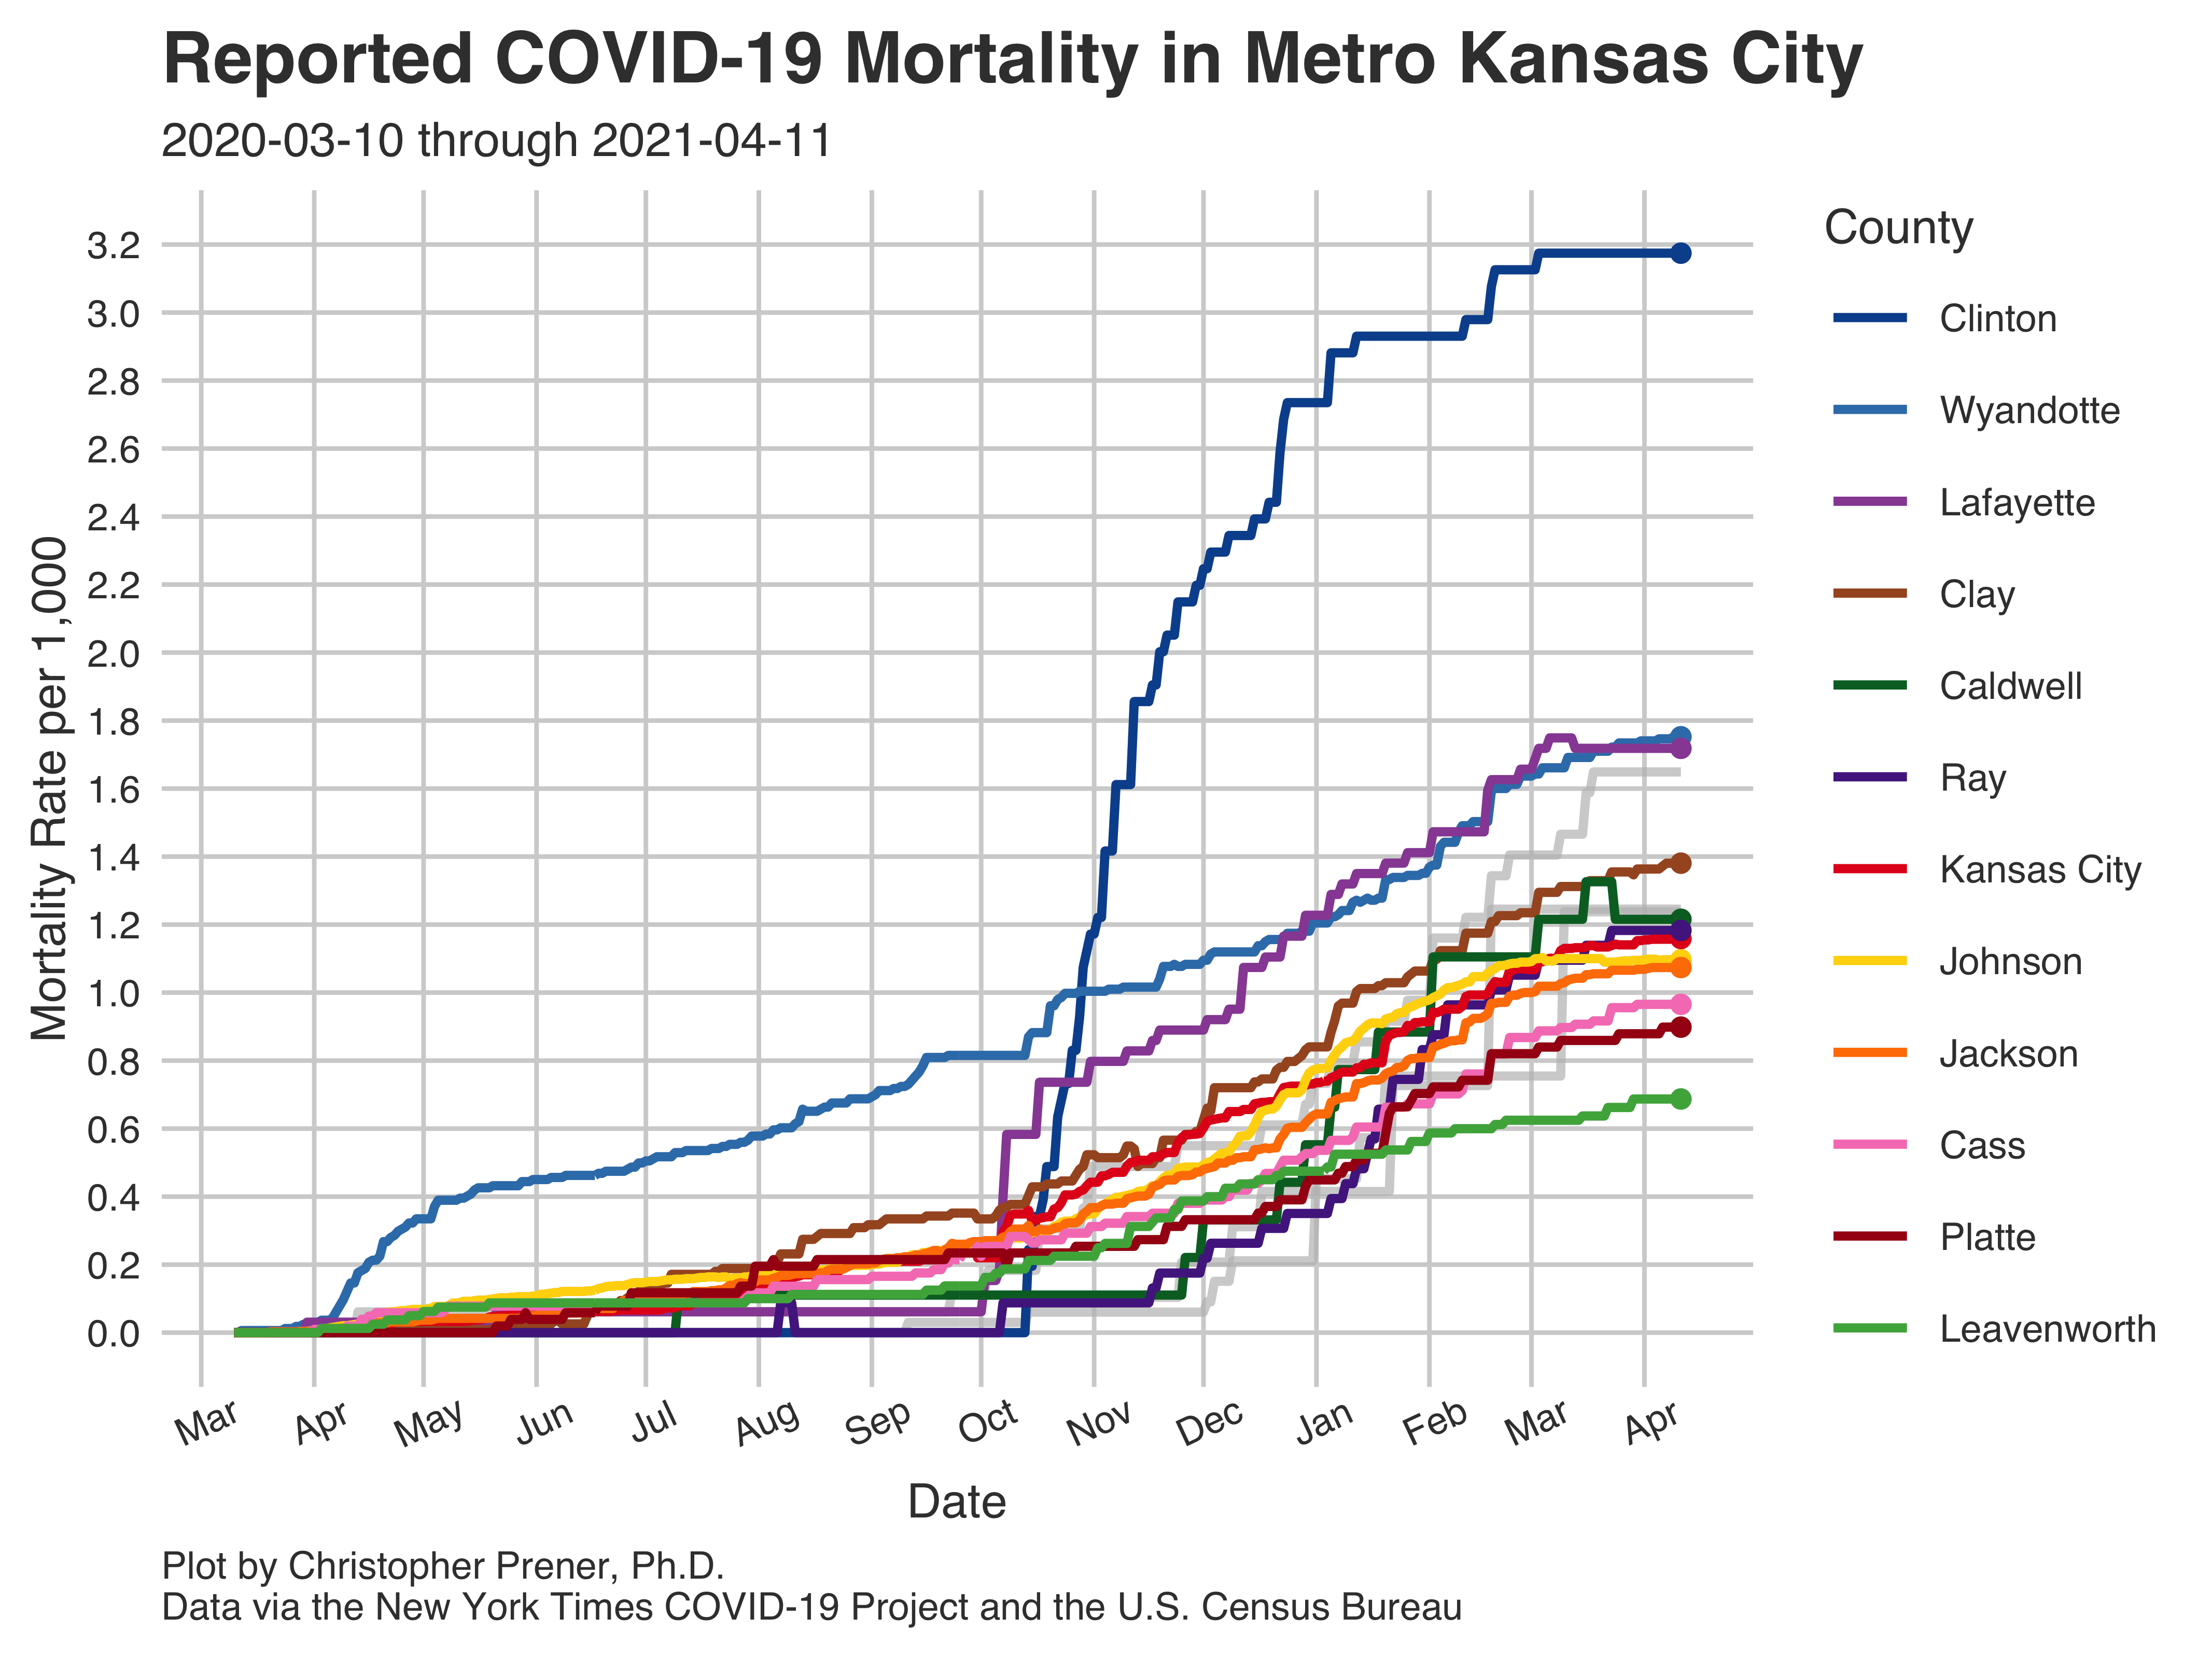 Reported COVID-19 Mortality in Metro Kansas City
2020-03-10 through 2021-04-11
Mortality Rate per 1,000
3.2
3.0
2.8
2.6
2.4
2.2
2.0
1.8
1.6
1.4
1.2
1.0
0.8
0.6
0.4
0.2
0.0
Mar Apr May Jun Jul Aug Sep Oct Nov Dec Jan Feb Mar Apr
Date
County
Clinton
Wyandotte
Lafayette
Clay
Caldwell
Ray
Kansas City
Johnson
Jackson
Cass
Platte
Leavenworth
Plot by Christopher Prener, Ph.D.
Data via the New York Times COVID-19 Project and the U.S. Census Bureau